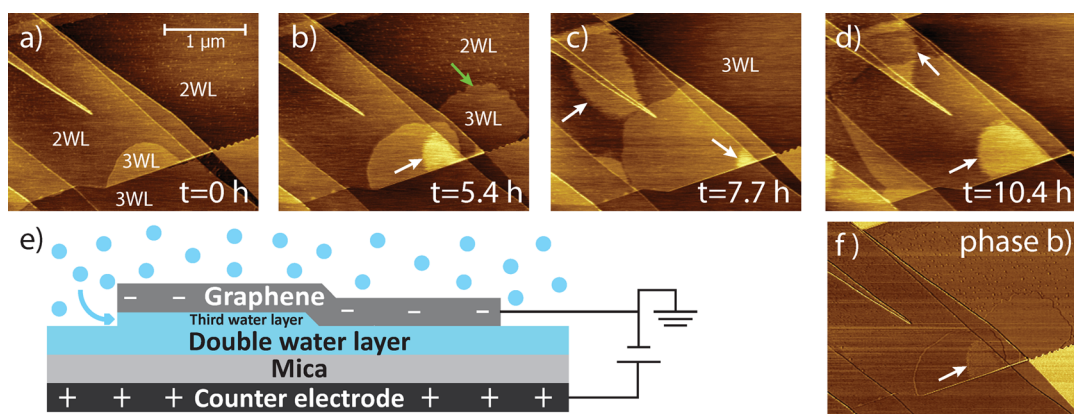 a)
1 µm
2WL
2WL
3WL
3WL
t=0 h
b)
2WL
3WL
t=5.4 h
c)
3WL
t=7.7 h
d)
t=10.4 h
e)
Graphene
− − − − −
Third water layer
Double water layer
Mica
+ + + Counter electrode + + +
f)
phase b)